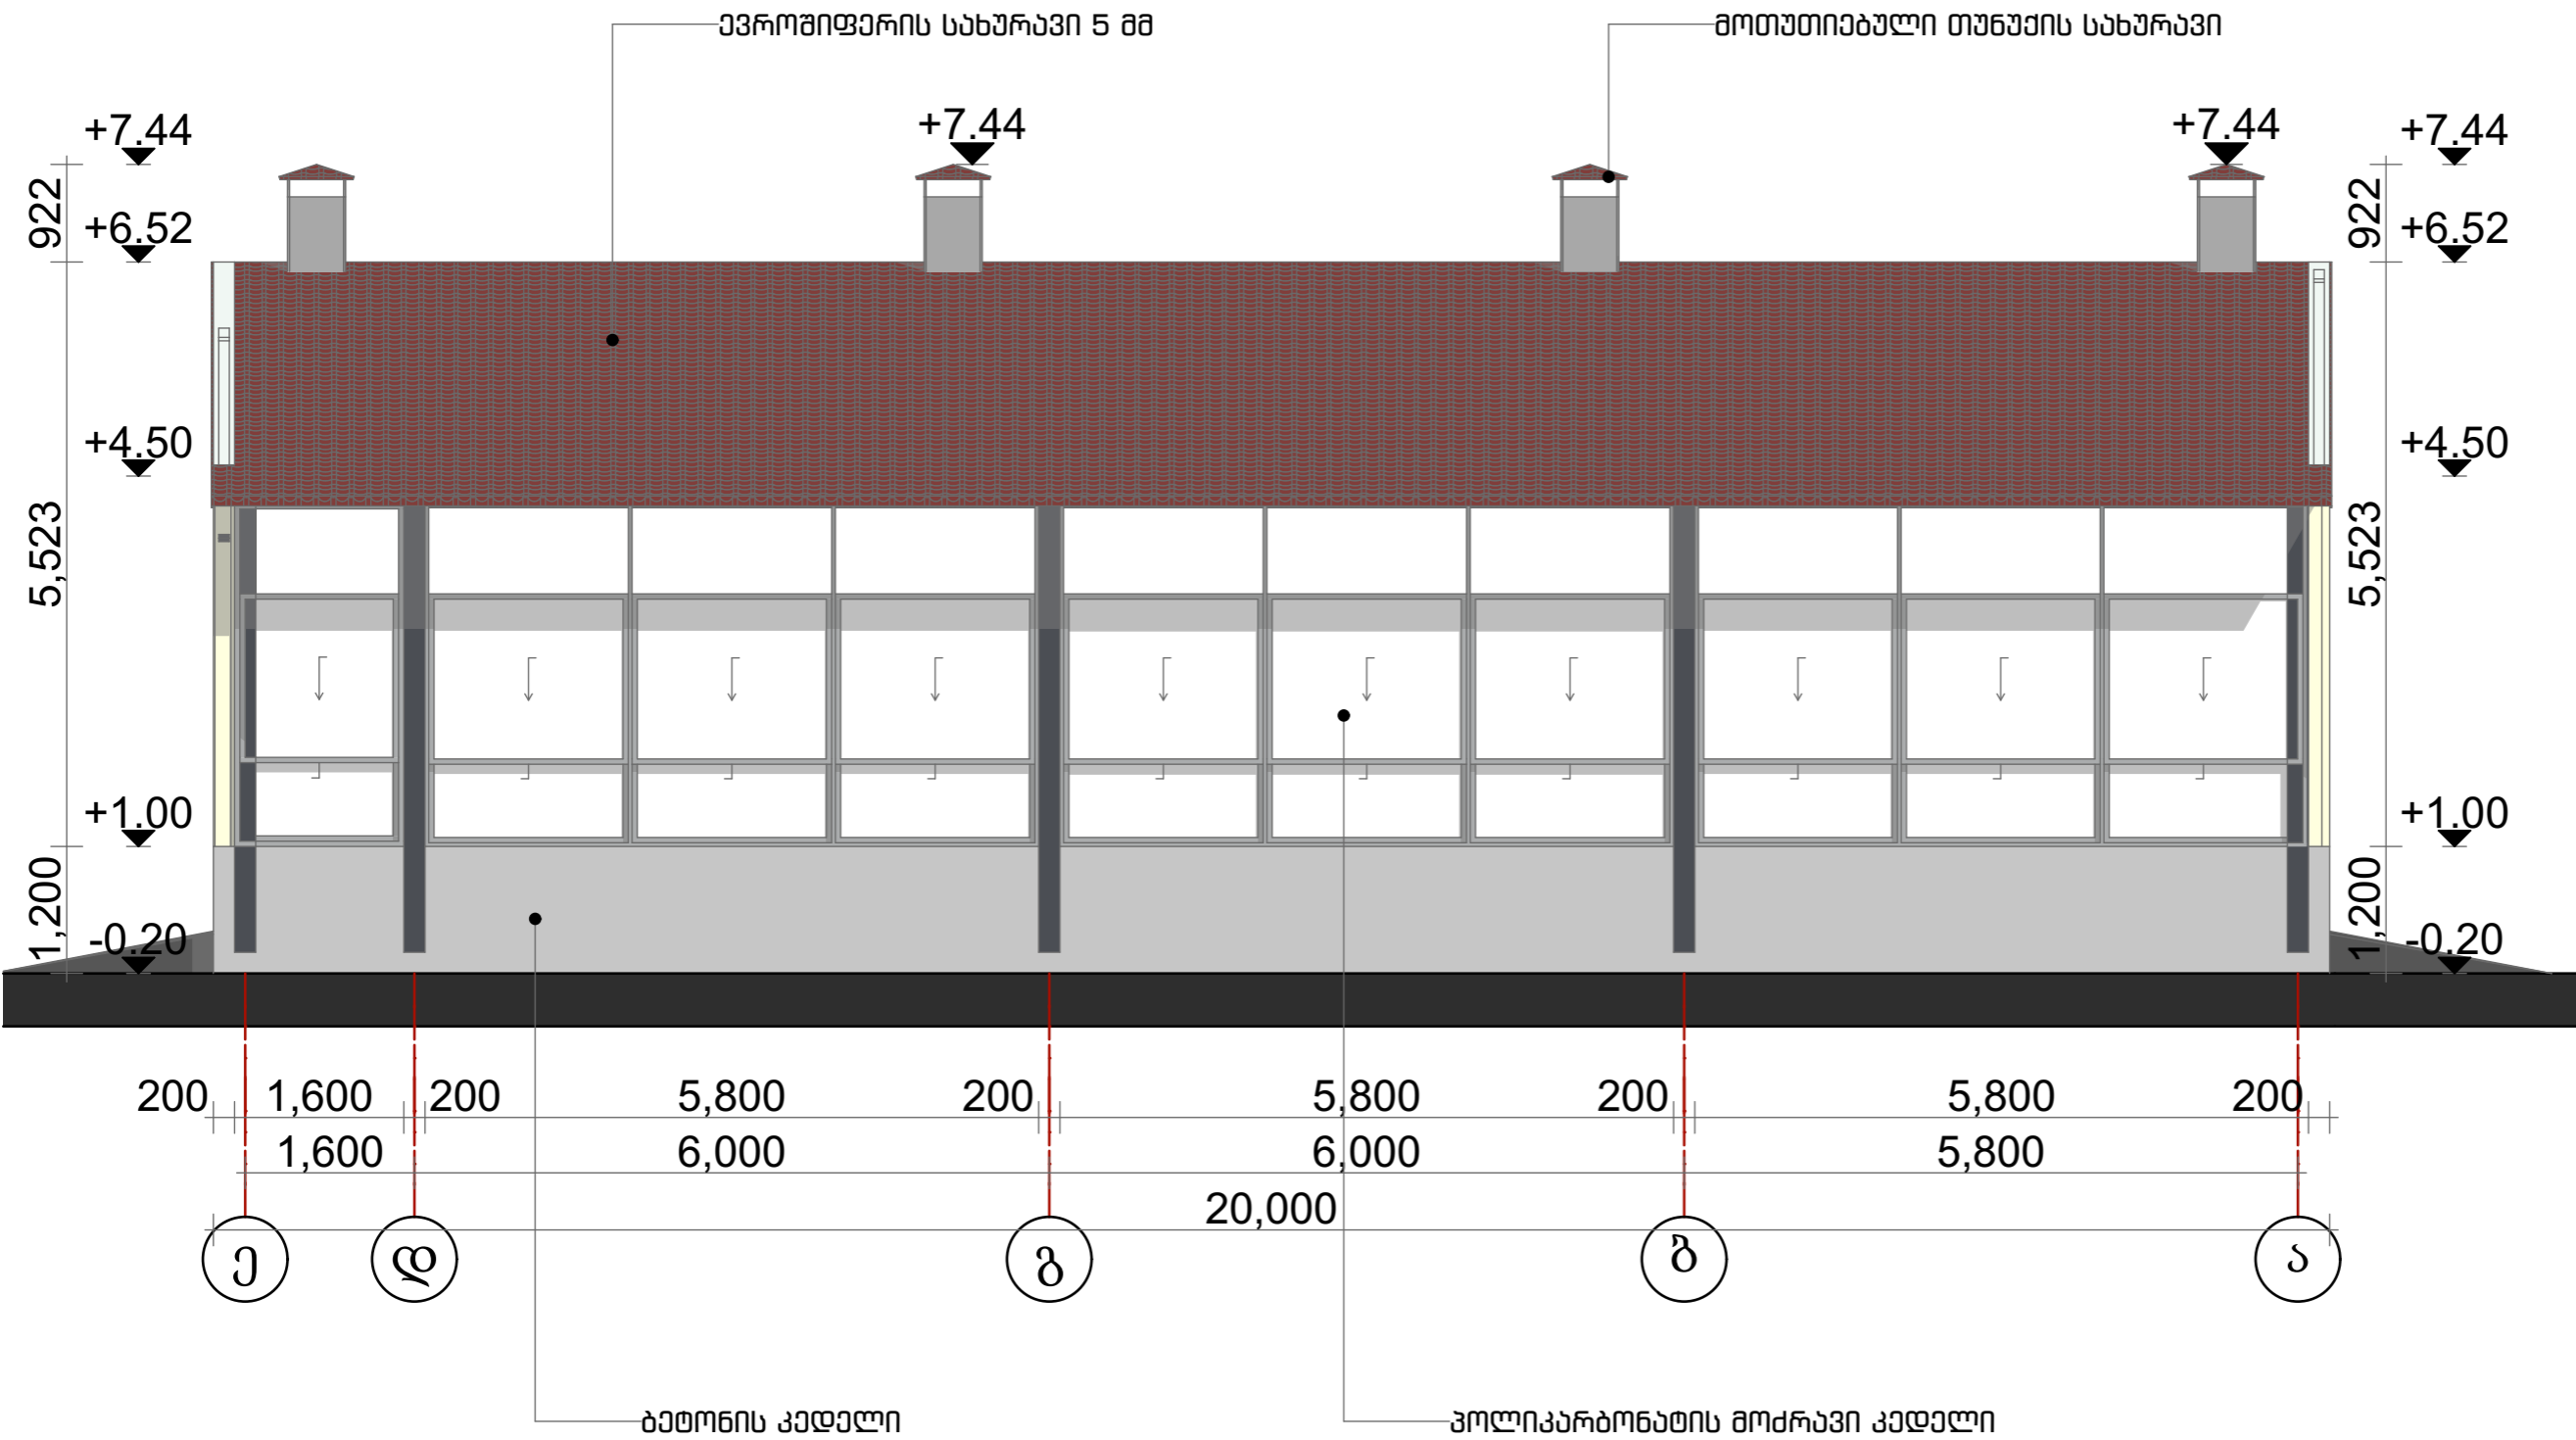 ევროშიფერის სახურავი 5 მმ
მოთუთიებული თუნუქის სახურავი
+7.44
+7.44
+7.44
+7.44
922
+6.52
922
+6.52
+4.50
+4.50
5,523
5,523
+1.00
+1.00
1,200
-0.20
1,200
-0.20
200 1,600 200 5,800 200 5,800 200 5,800 200
1,600 6,000 6,000 5,800
20,000
ე დ გ ბ ა
ბეტონის კედელი
პოლიკარბონატის მოძრავი კედელი